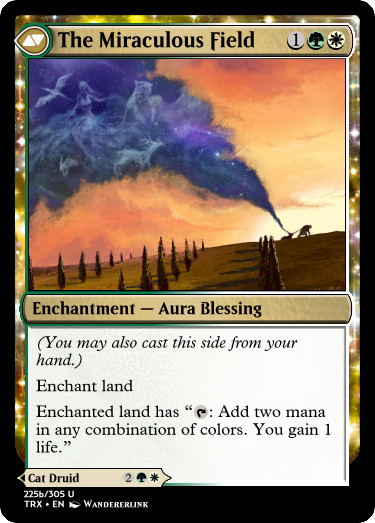 The Miraculous Field 1
Enchantment — Aura Blessing
(You may also cast this side from your
hand.)
Enchant land
Enchanted land has “: Add two mana
in any combination of colors. You gain 1
life.”
Cat Druid 2
225b/305 U
TRX • EN WANDERERLINK